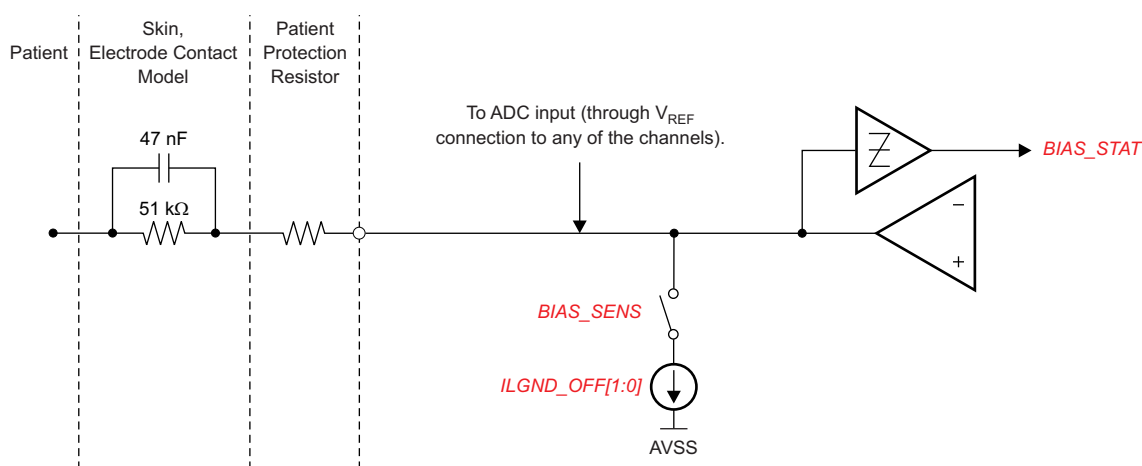 Patient
Skin,
Electrode Contact
Model
Patient
Protection
Resistor
47 nF
51 kΩ
To ADC input (through VREF
connection to any of the channels).
BIAS_STAT
−
+
BIAS_SENS
ILGND_OFF[1:0]
AVSS